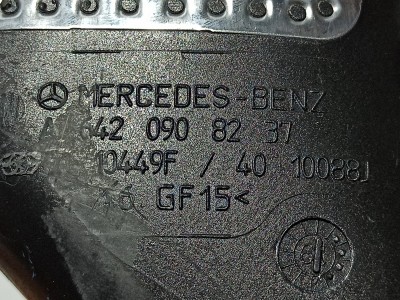 MERCEDES-BENZ
A 642 090 82 37
10449F / 40 10088J
GF15<